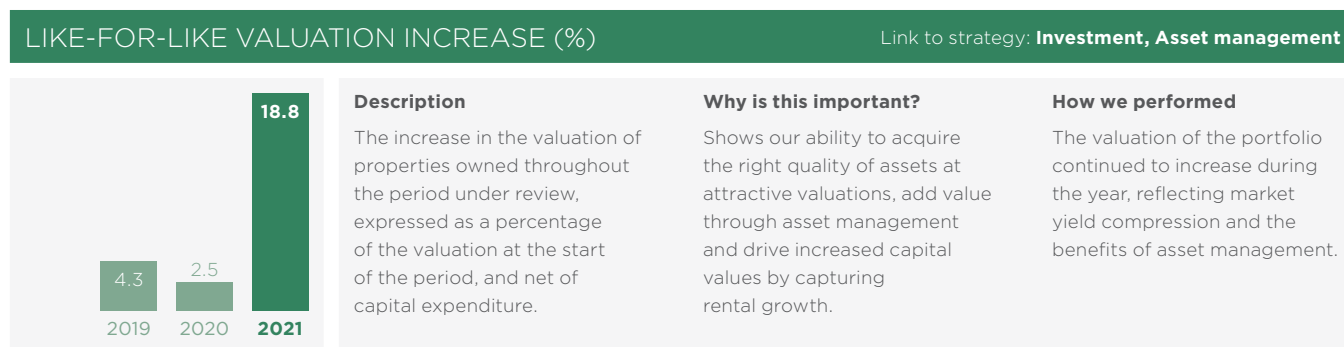 LIKE-FOR-LIKE VALUATION INCREASE (%)
Link to strategy: Investment, Asset management
18.8
4.3
2.5
2019
2020
2021
Description
The increase in the valuation of
properties owned throughout
the period under review,
expressed as a percentage
of the valuation at the start
of the period, and net of
capital expenditure.
Why is this important?
Shows our ability to acquire
the right quality of assets at
attractive valuations, add value
through asset management
and drive increased capital
values by capturing
rental growth.
How we performed
The valuation of the portfolio
continued to increase during
the year, reflecting market
yield compression and the
benefits of asset management.